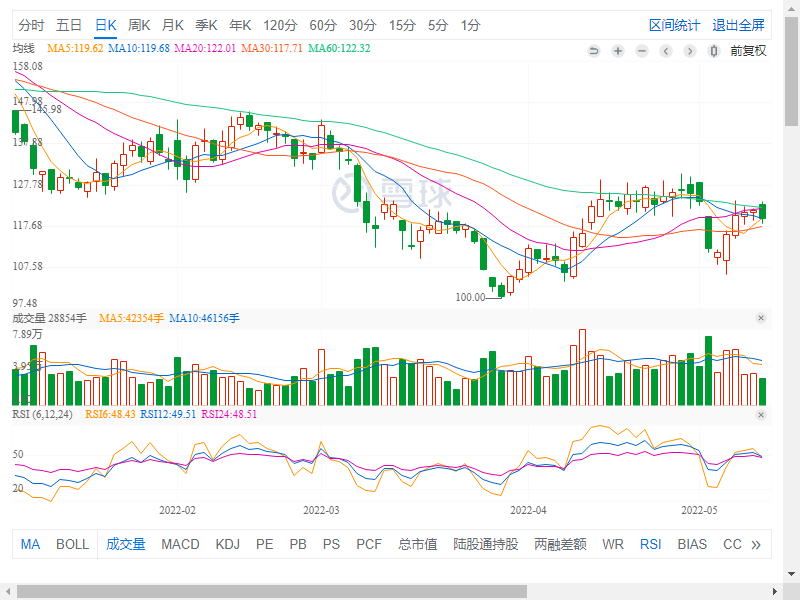 分时 五日 日K 周K 月K 季K 年K 120分 60分 30分 15分 5分 1分 区间统计 退出全屏
均线 MA5:119.62 MA10:119.68 MA20:122.01 MA30:117.71 MA60:122.32 前复权
158.08
147.98
145.98
137.88
127.78
雪球
117.68
107.58
100.00
97.48
成交量 28854手 MA5:42354手 MA10:46156手
7.89万
3.95万
RSI (6,12,24) RSI6:48.43 RSI12:49.51 RSI24:48.51
50
20
2022-02 2022-03 2022-04 2022-05
MA BOLL 成交量 MACD KDJ PE PB PS PCF 总市值 陆股通持股 两融差额 WR RSI BIAS CC »